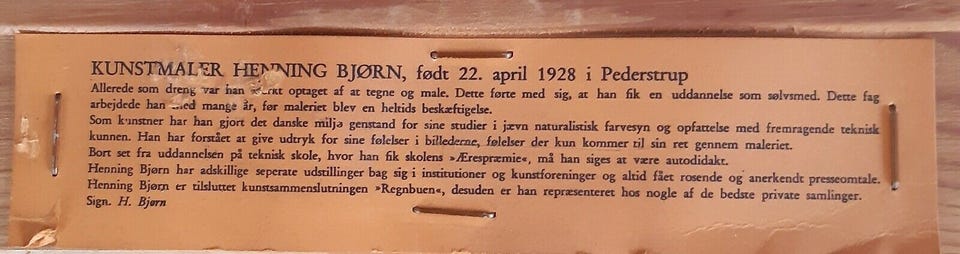 KUNSTMALER HENNING BJØRN, født 22. april 1928 i Pederstrup
Allerede som dreng var han stærkt optaget af at tegne og male. Dette førte med sig, at han fik en uddannelse som sølvsmed. Dette fag
arbejdede han med mange år, før maleriet blev en heltids beskæftigelse.
Som kunstner har han gjort det danske miljø genstand for sine studier i jævn naturalistisk farvesyn og opfattelse med fremragende teknisk
kunnen. Han har forstået at give udtryk for sine følelser i billederne, følelser der kun kommer til sin ret gennem maleriet.
Bort set fra uddannelsen på teknisk skole, hvor han fik skolens »Ærespræmie«, må han siges at være autodidakt.
Henning Bjørn har adskillige seperate udstillinger bag sig i institutioner og kunstforeninger og altid fået rosende og anerkendt presseomtale.
Henning Bjørn er tilsluttet kunstsammenslutningen »Regnbuen«, desuden er han repræsenteret hos nogle af de bedste private samlinger.
Sign. H. Bjørn